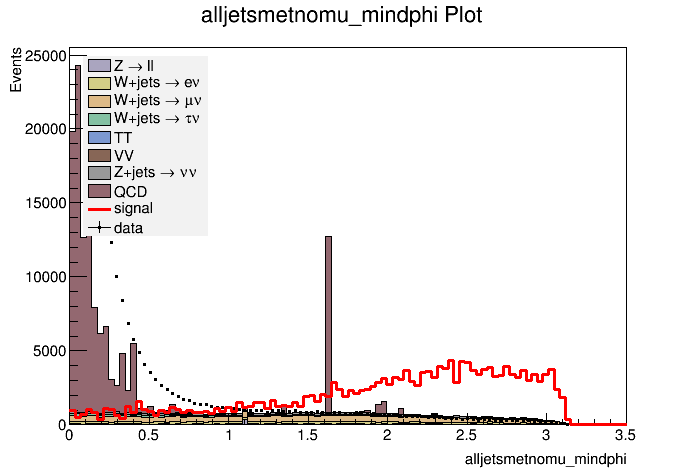 alljetsmetnomu_mindphi Plot
Events
25000
20000
15000
10000
5000
0
Z → ll
W+jets → eν
W+jets → μν
W+jets → τν
TT
VV
Z+jets → νν
QCD
signal
data
0 0.5 1 1.5 2 2.5 3 3.5
alljetsmetnomu_mindphi